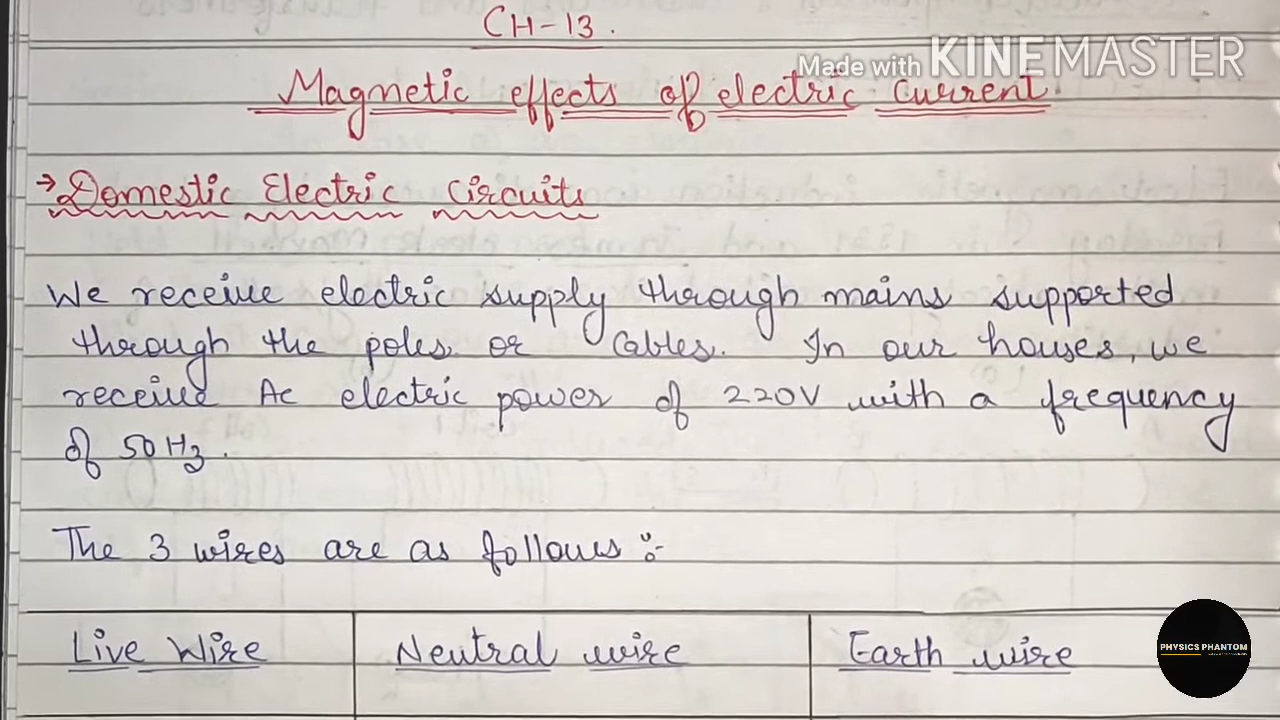 CH-13.
Made with KINEMASTER
Magnetic effects of electric current.
→ Domestic Electric Circuits
We receive electric supply through mains supported
through the poles or cables. In our houses, we
receive Ac electric power of 220V with a frequency
of 50Hz.
The 3 wires are as follows :-
Live Wire
Neutral wire
Earth wire
PHYSICS PHANTOM